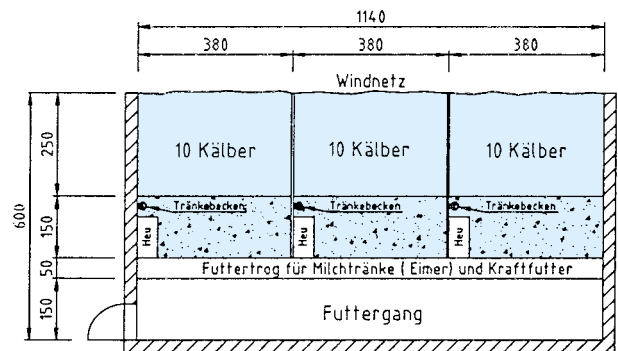 1140
380 380 380
Windnetz
10 Kälber 10 Kälber 10 Kälber
250
600
Tränkebecken Tränkebecken Tränkebecken
150
Heu Heu Heu
50
Futtertrog für Milchtränke ( Eimer) und Kraftfutter
150
Futtergang